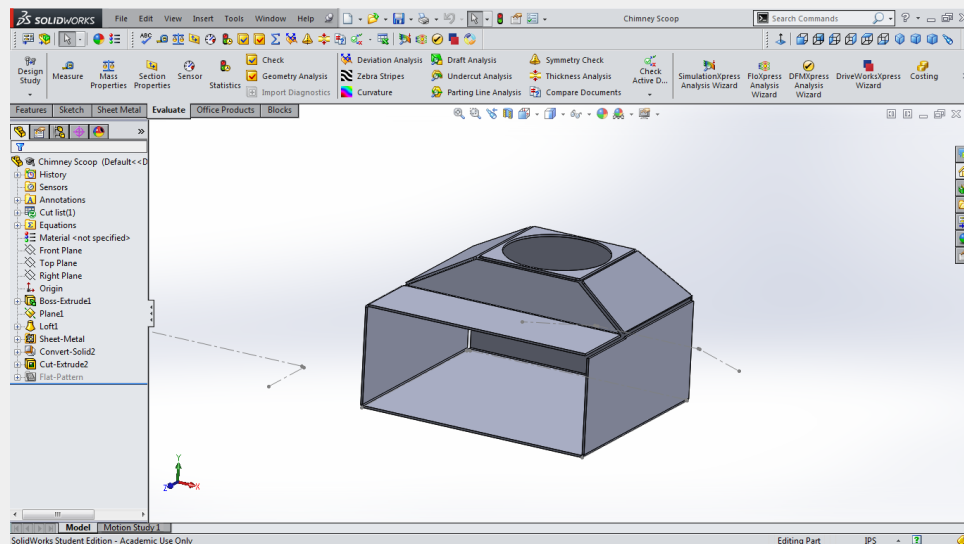 SOLIDWORKS File Edit View Insert Tools Window Help Chimney Scoop Search Commands
Design Study Measure Mass Properties Section Properties Sensor Statistics
Check
Geometry Analysis
Import Diagnostics
Deviation Analysis
Zebra Stripes
Curvature
Draft Analysis
Undercut Analysis
Parting Line Analysis
Symmetry Check
Thickness Analysis
Compare Documents
Check Active D...
SimulationXpress Analysis Wizard
FloXpress Analysis Wizard
DFMXpress Analysis Wizard
DriveWorksXpress Wizard
Costing
Features Sketch Sheet Metal Evaluate Office Products Blocks
Chimney Scoop (Default<<D
History
Sensors
Annotations
Cut list(1)
Equations
Material <not specified>
Front Plane
Top Plane
Right Plane
Origin
Boss-Extrude1
Plane1
Loft1
Sheet-Metal
Convert-Solid2
Cut-Extrude2
Flat-Pattern
Y
Z X
Model Motion Study 1
SolidWorks Student Edition - Academic Use Only Editing Part IPS